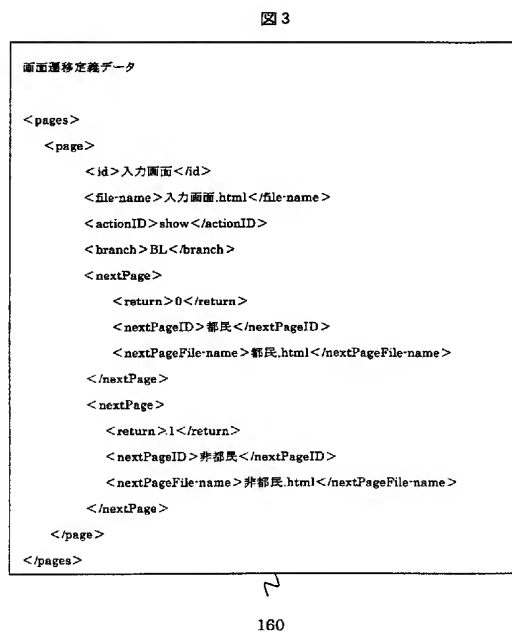 図3
画面遷移定義データ
<pages>
<page>
<id>入力画面</id>
<file-name>入力画面.html</file-name>
<actionID>show</actionID>
<branch>BL</branch>
<nextPage>
<return>0</return>
<nextPageID>都民</nextPageID>
<nextPageFile-name>都民.html</nextPageFile-name>
</nextPage>
<nextPage>
<return>1</return>
<nextPageID>非都民</nextPageID>
<nextPageFile-name>非都民.html</nextPageFile-name>
</nextPage>
</page>
</pages>
160